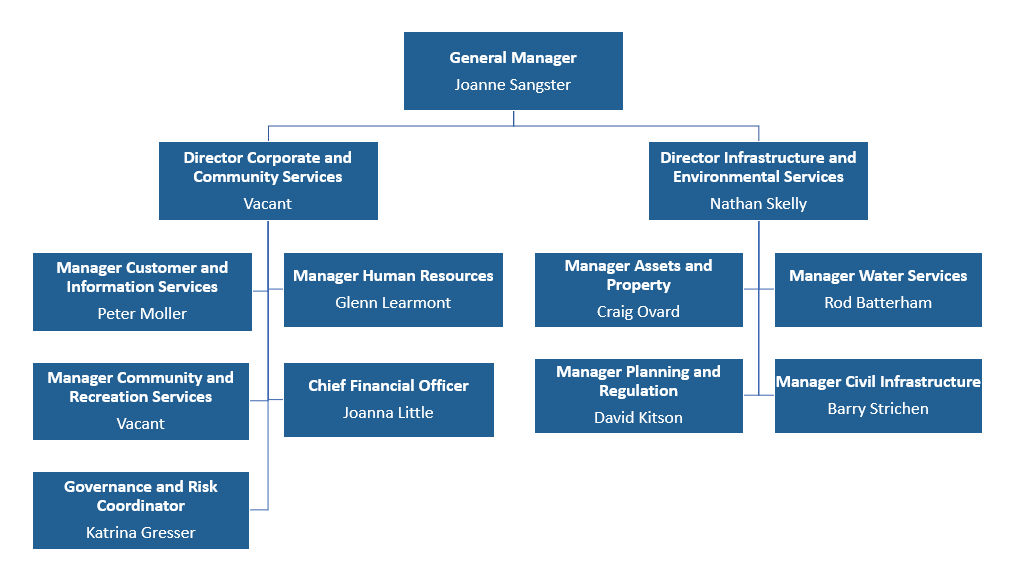 General Manager
Joanne Sangster
Director Corporate and
Community Services
Vacant
Director Infrastructure and
Environmental Services
Nathan Skelly
Manager Customer and
Information Services
Peter Moller
Manager Human Resources
Glenn Learmont
Manager Assets and
Property
Craig Ovard
Manager Water Services
Rod Batterham
Manager Community and
Recreation Services
Vacant
Chief Financial Officer
Joanna Little
Manager Planning and
Regulation
David Kitson
Manager Civil Infrastructure
Barry Strichen
Governance and Risk
Coordinator
Katrina Gresser